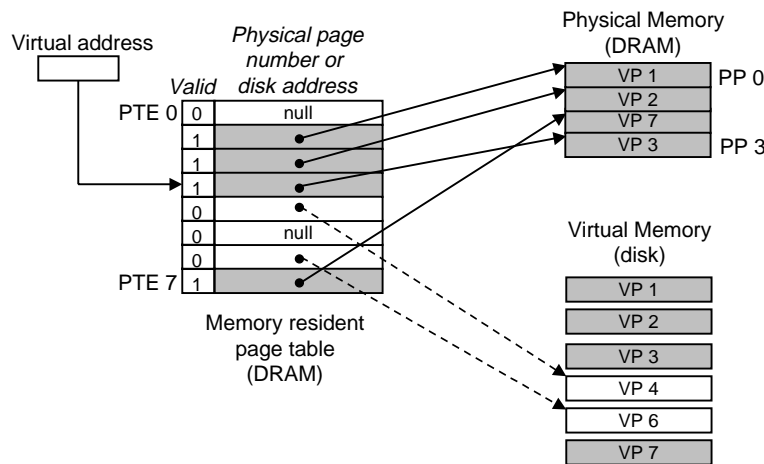 Virtual address
Physical page
number or
disk address
Valid
PTE 0
0
null
1
1
1
0
0
null
0
PTE 7
1
Memory resident
page table
(DRAM)
Physical Memory
(DRAM)
VP 1
PP 0
VP 2
VP 7
VP 3
PP 3
Virtual Memory
(disk)
VP 1
VP 2
VP 3
VP 4
VP 6
VP 7